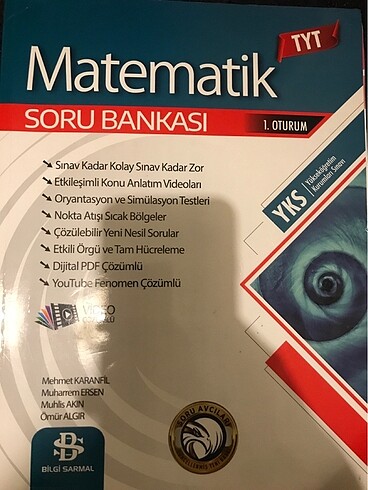 TYT
Matematik
SORU BANKASI
1. OTURUM
YKS
Yükseköğretim
Kurumları Sınavı
Sınav Kadar Kolay Sınav Kadar Zor
Etkileşimli Konu Anlatım Videoları
Oryantasyon ve Simülasyon Testleri
Nokta Atışı Sıcak Bölgeler
Çözülebilir Yeni Nesil Sorular
Etkili Örgü ve Tam Hücreleme
Dijital PDF Çözümlü
YouTube Fenomen Çözümlü
VİDEO
Mehmet KARANFİL
Muharrem ERSEN
Muhlis AKIN
Ömür ALGIR
SORU AVCILARI
BİLGİ SARMAL